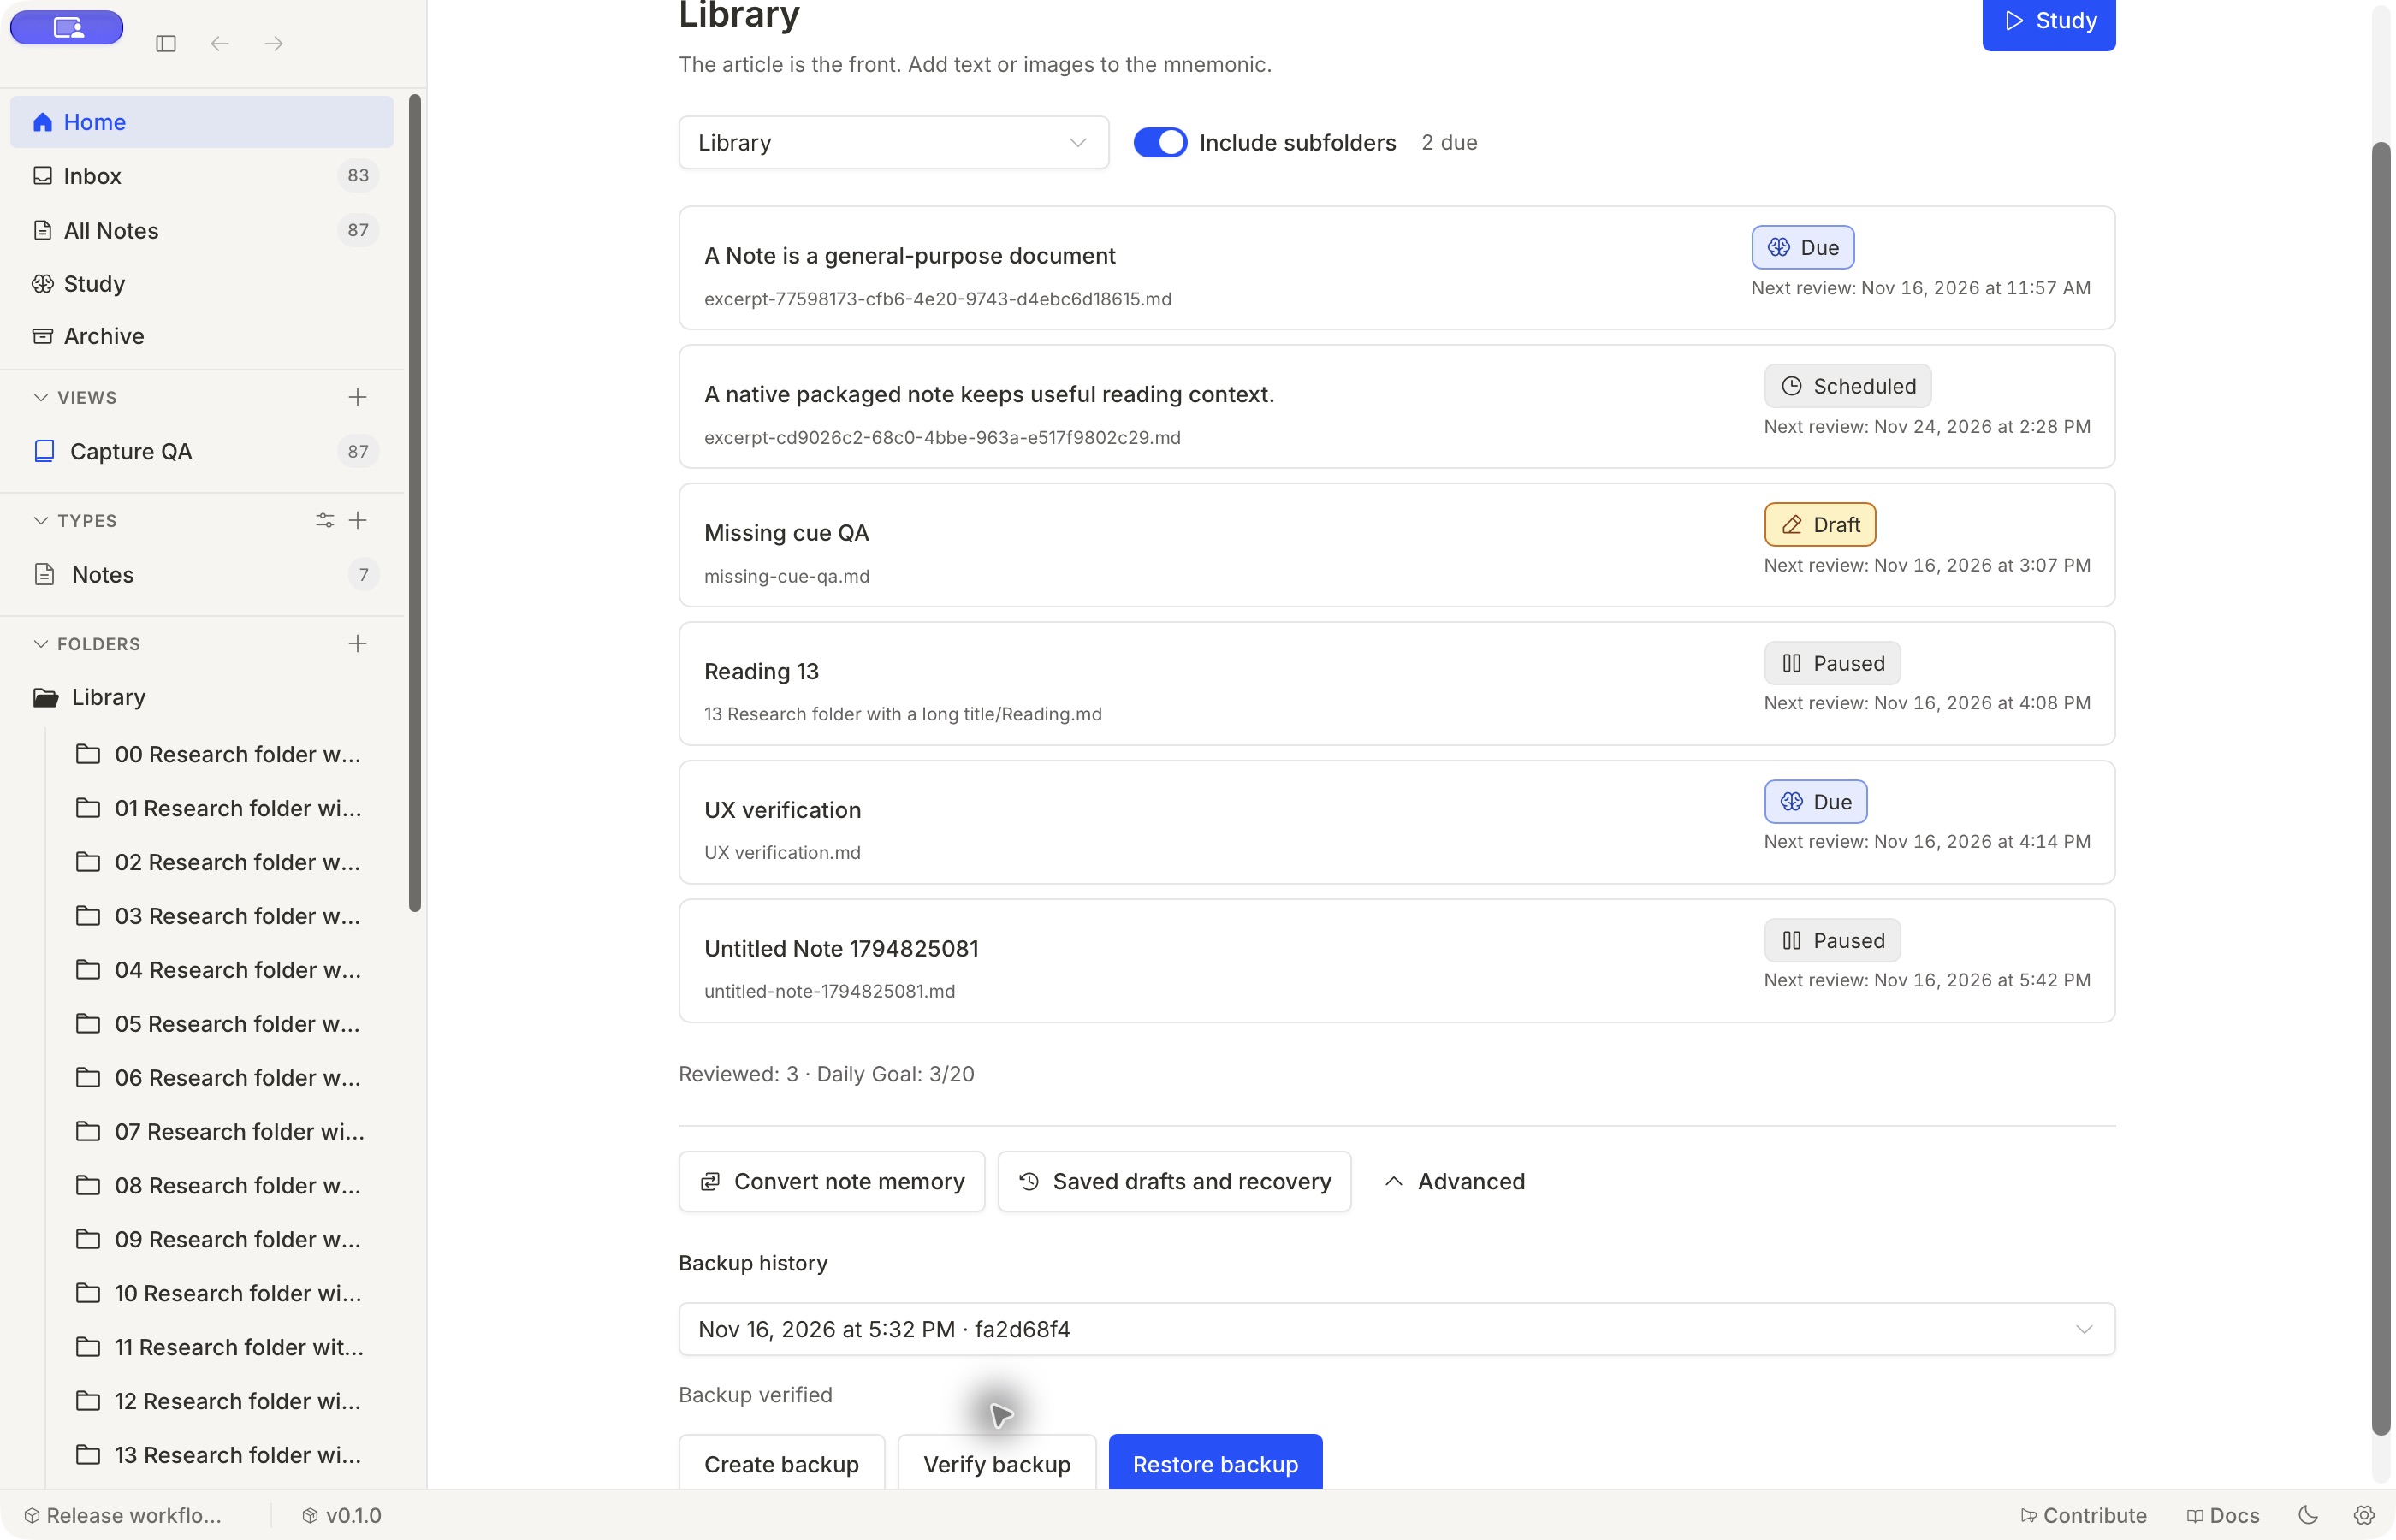 Home
Inbox 83
All Notes 87
Study
Archive
VIEWS
Capture QA 87
TYPES
Notes 7
FOLDERS
Library
00 Research folder w...
01 Research folder wi...
02 Research folder w...
03 Research folder w...
04 Research folder w...
05 Research folder w...
06 Research folder w...
07 Research folder wi...
08 Research folder w...
09 Research folder w...
10 Research folder wi...
11 Research folder wit...
12 Research folder wi...
13 Research folder wi...
Library
Study
The article is the front. Add text or images to the mnemonic.
Library
Include subfolders 2 due
A Note is a general-purpose document
excerpt-77598173-cfb6-4e20-9743-d4ebc6d18615.md
Due
Next review: Nov 16, 2026 at 11:57 AM
A native packaged note keeps useful reading context.
excerpt-cd9026c2-68c0-4bbe-963a-e517f9802c29.md
Scheduled
Next review: Nov 24, 2026 at 2:28 PM
Missing cue QA
missing-cue-qa.md
Draft
Next review: Nov 16, 2026 at 3:07 PM
Reading 13
13 Research folder with a long title/Reading.md
Paused
Next review: Nov 16, 2026 at 4:08 PM
UX verification
UX verification.md
Due
Next review: Nov 16, 2026 at 4:14 PM
Untitled Note 1794825081
untitled-note-1794825081.md
Paused
Next review: Nov 16, 2026 at 5:42 PM
Reviewed: 3 · Daily Goal: 3/20
Convert note memory
Saved drafts and recovery
Advanced
Backup history
Nov 16, 2026 at 5:32 PM · fa2d68f4
Backup verified
Create backup
Verify backup
Restore backup
Release workflo...
v0.1.0
Contribute
Docs